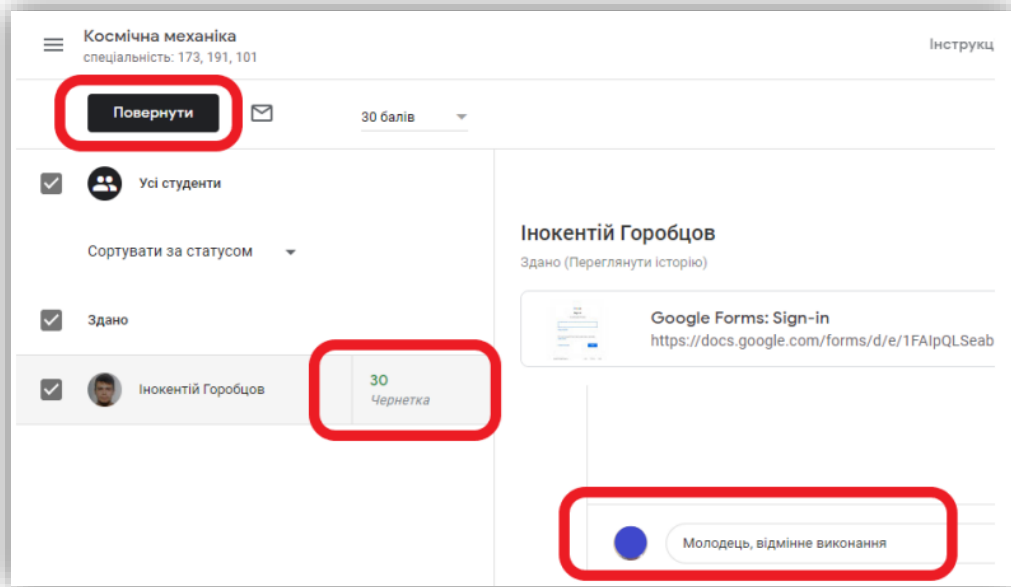 Космічна механіка
спеціальність: 173, 191, 101
Інструкц
Повернути
30 балів
Усі студенти
Сортувати за статусом
Здано
Інокентій Горобцов
30
Чернетка
Інокентій Горобцов
Здано (Переглянути історію)
Google Forms: Sign-in
https://docs.google.com/forms/d/e/1FAIpQLSeab
Молодець, відмінне виконання